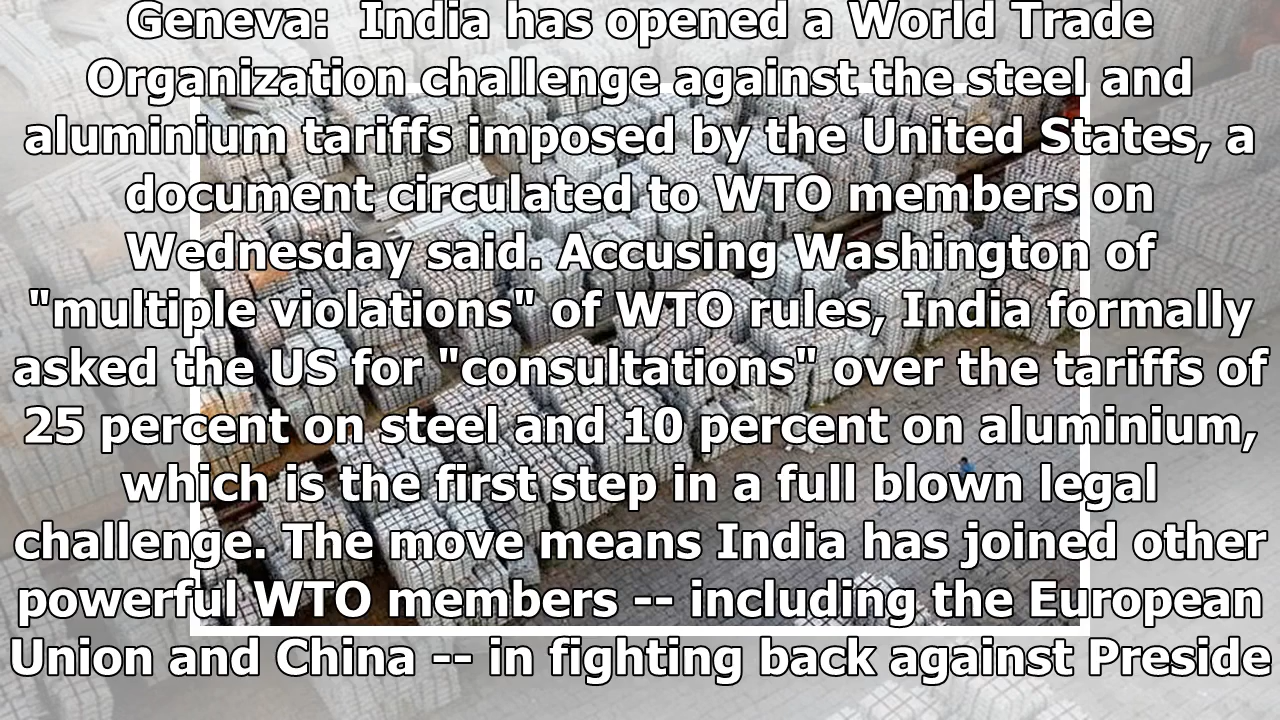 Geneva:  India has opened a World Trade
Organization challenge against the steel and
aluminium tariffs imposed by the United States, a
document circulated to WTO members on
Wednesday said. Accusing Washington of
"multiple violations" of WTO rules, India formally
asked the US for "consultations" over the tariffs of
25 percent on steel and 10 percent on aluminium,
which is the first step in a full blown legal
challenge. The move means India has joined other
powerful WTO members -- including the European
Union and China -- in fighting back against Preside